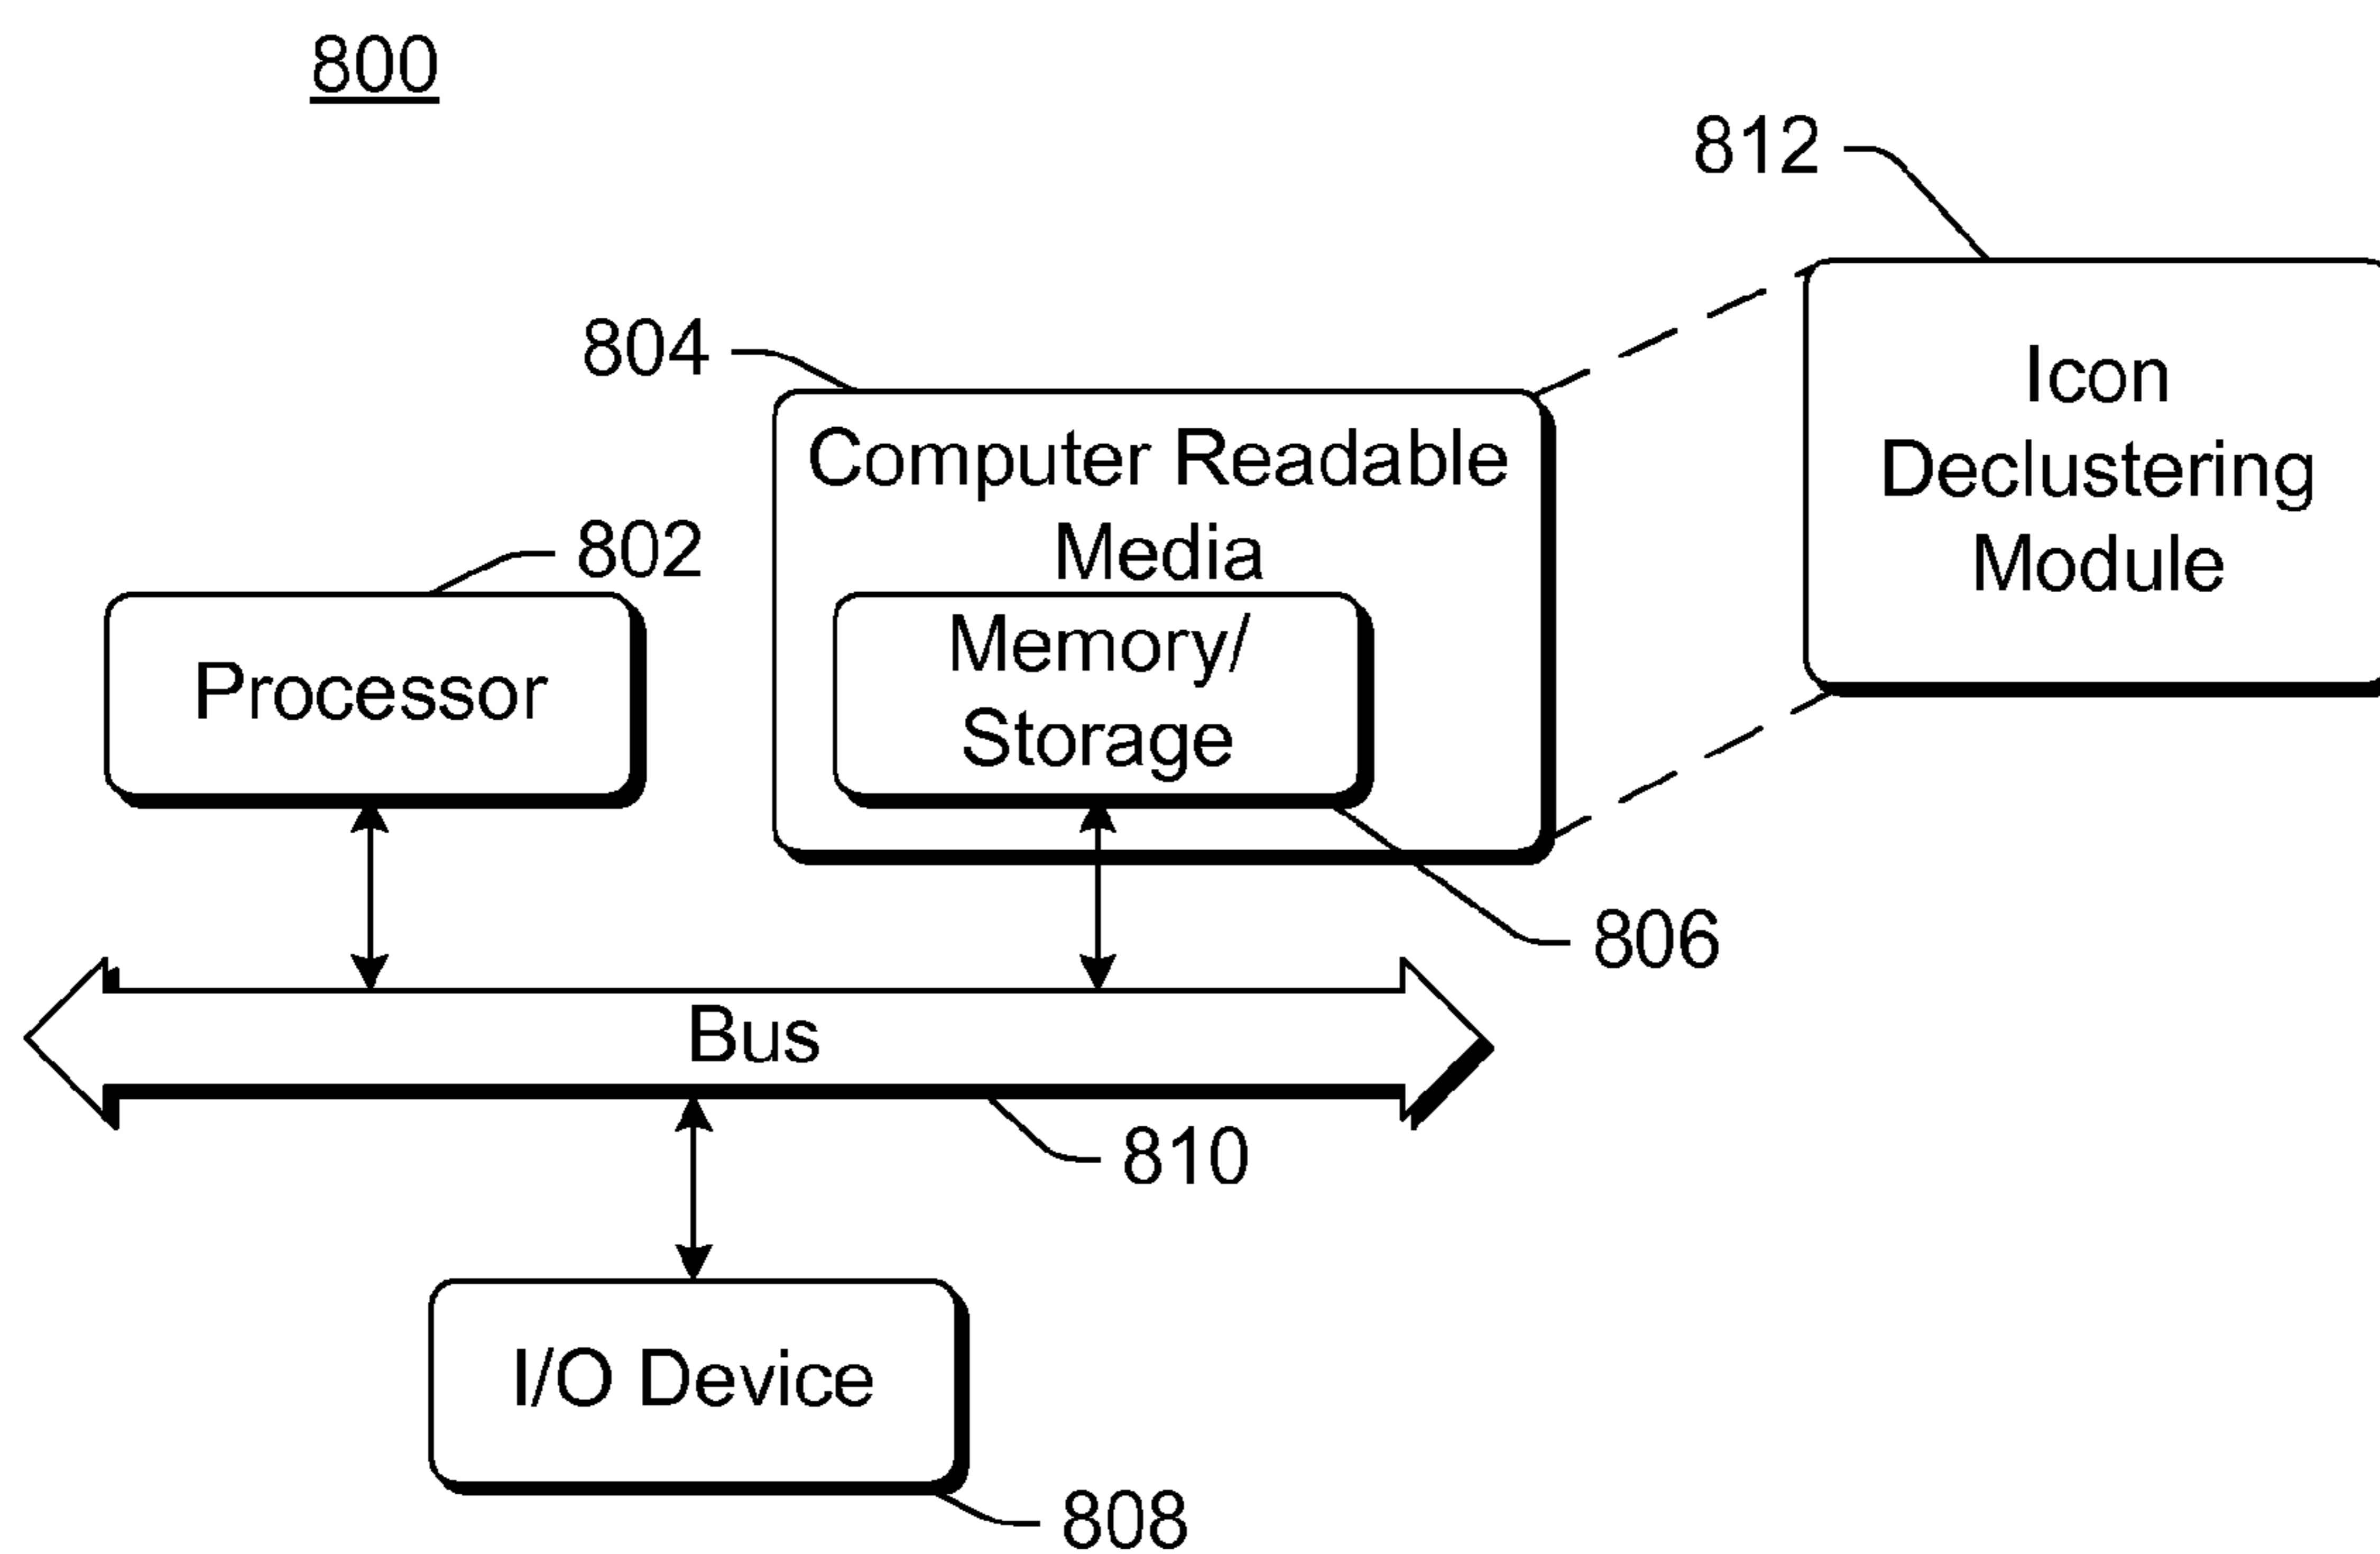 800
812
804
Icon
Declustering
Module
Computer Readable
Media
802
Memory/
Storage
Processor
806
Bus
810
I/O Device
808